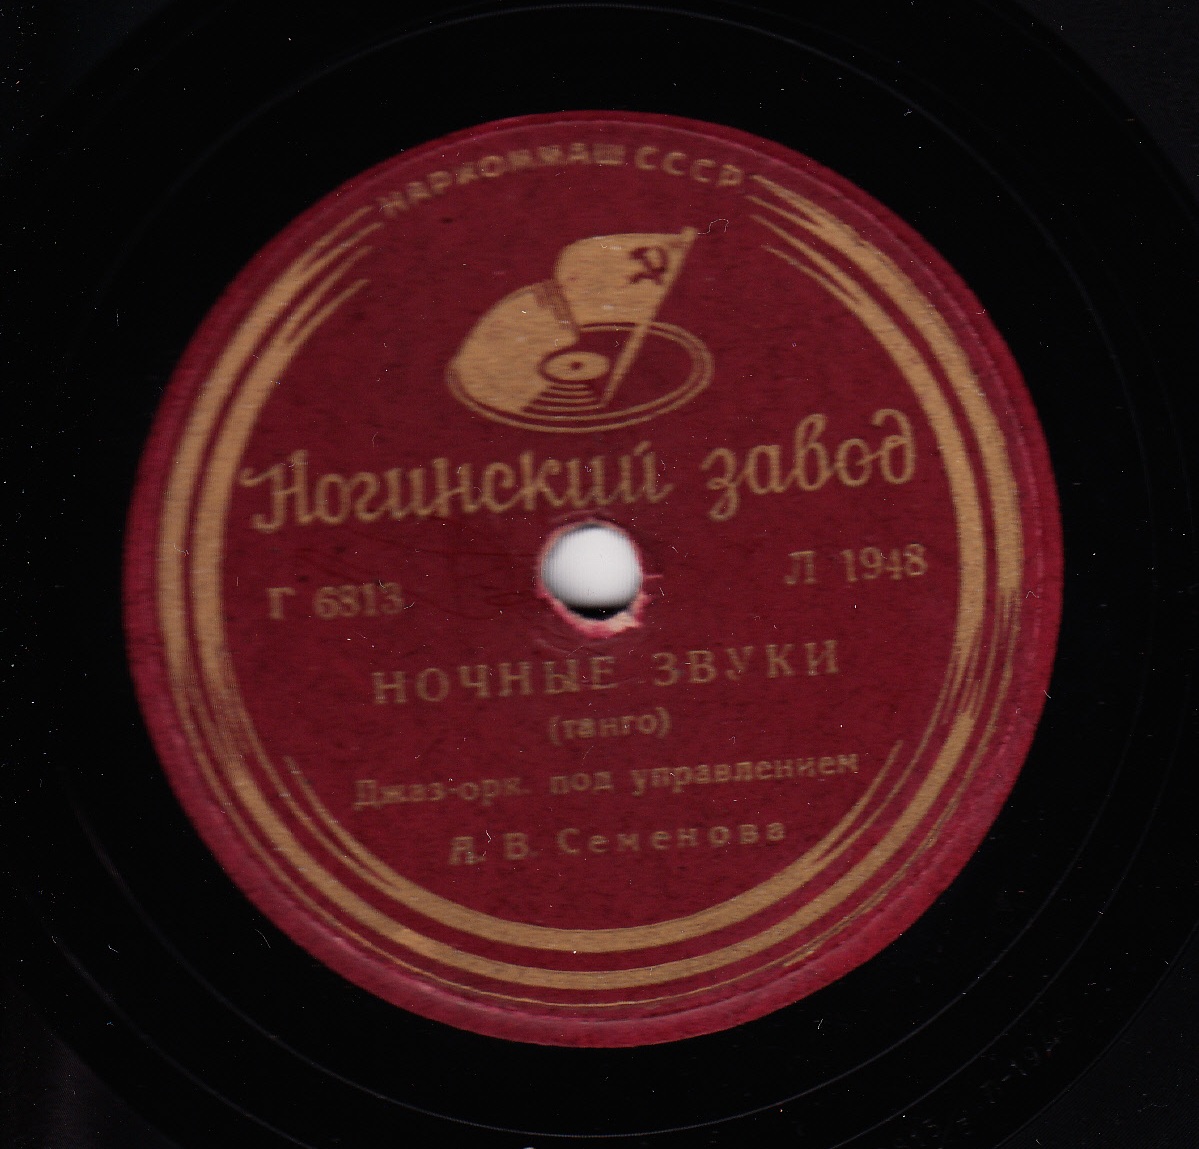 НАРКОММАШ СССР
Ногинский завод
Г 6813 Л 1948
НОЧНЫЕ ЗВУКИ
(танго)
Джаз-орк. под управлением
А. В. Семенова